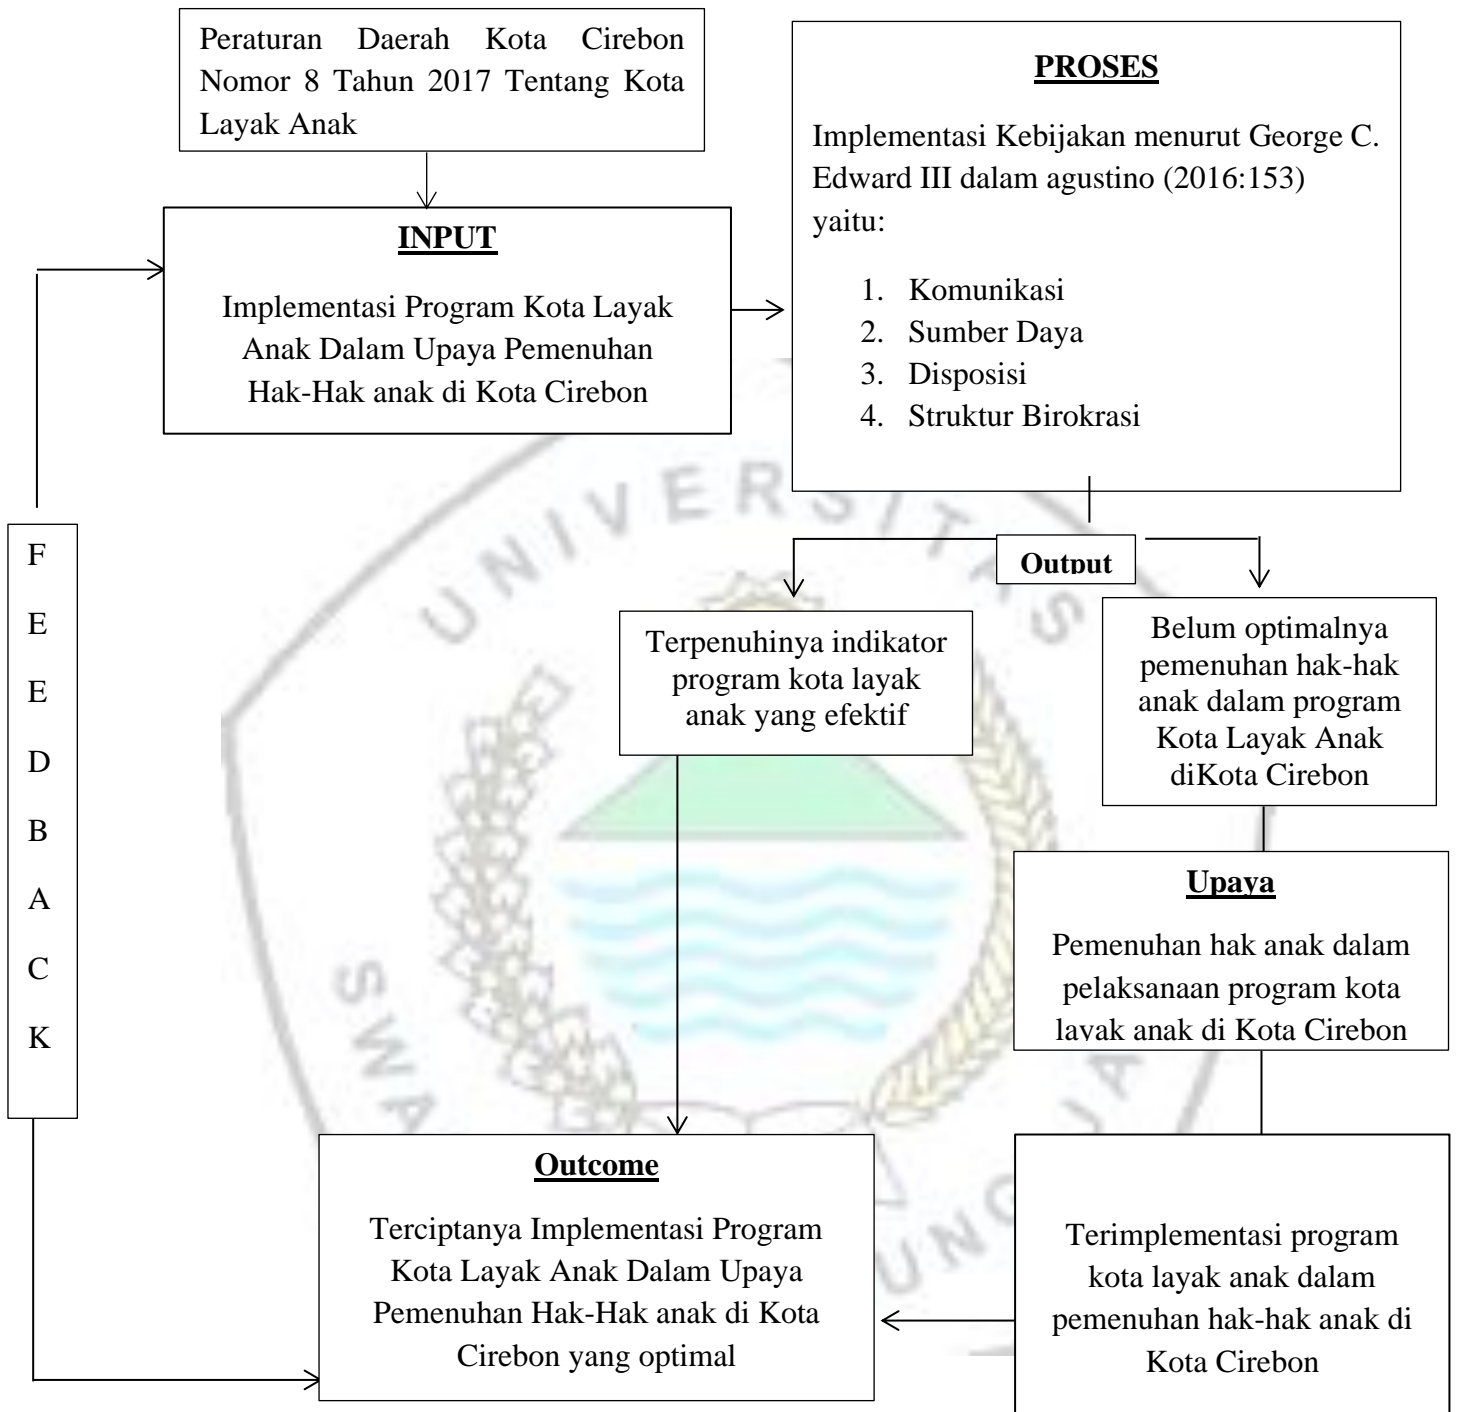 Peraturan Daerah Kota Cirebon
Nomor 8 Tahun 2017 Tentang Kota
Layak Anak
INPUT
Implementasi Program Kota Layak
Anak Dalam Upaya Pemenuhan
Hak-Hak anak di Kota Cirebon
PROSES
Implementasi Kebijakan menurut George C.
Edward III dalam agustino (2016:153)
yaitu:
1. Komunikasi
2. Sumber Daya
3. Disposisi
4. Struktur Birokrasi
Output
Terpenuhinya indikator
program kota layak
anak yang efektif
Belum optimalnya
pemenuhan hak-hak
anak dalam program
Kota Layak Anak
diKota Cirebon
Upaya
Pemenuhan hak anak dalam
pelaksanaan program kota
layak anak di Kota Cirebon
Terimplementasi program
kota layak anak dalam
pemenuhan hak-hak anak di
Kota Cirebon
Outcome
Terciptanya Implementasi Program
Kota Layak Anak Dalam Upaya
Pemenuhan Hak-Hak anak di Kota
Cirebon yang optimal
F
E
E
D
B
A
C
K
UNIVERSITAS